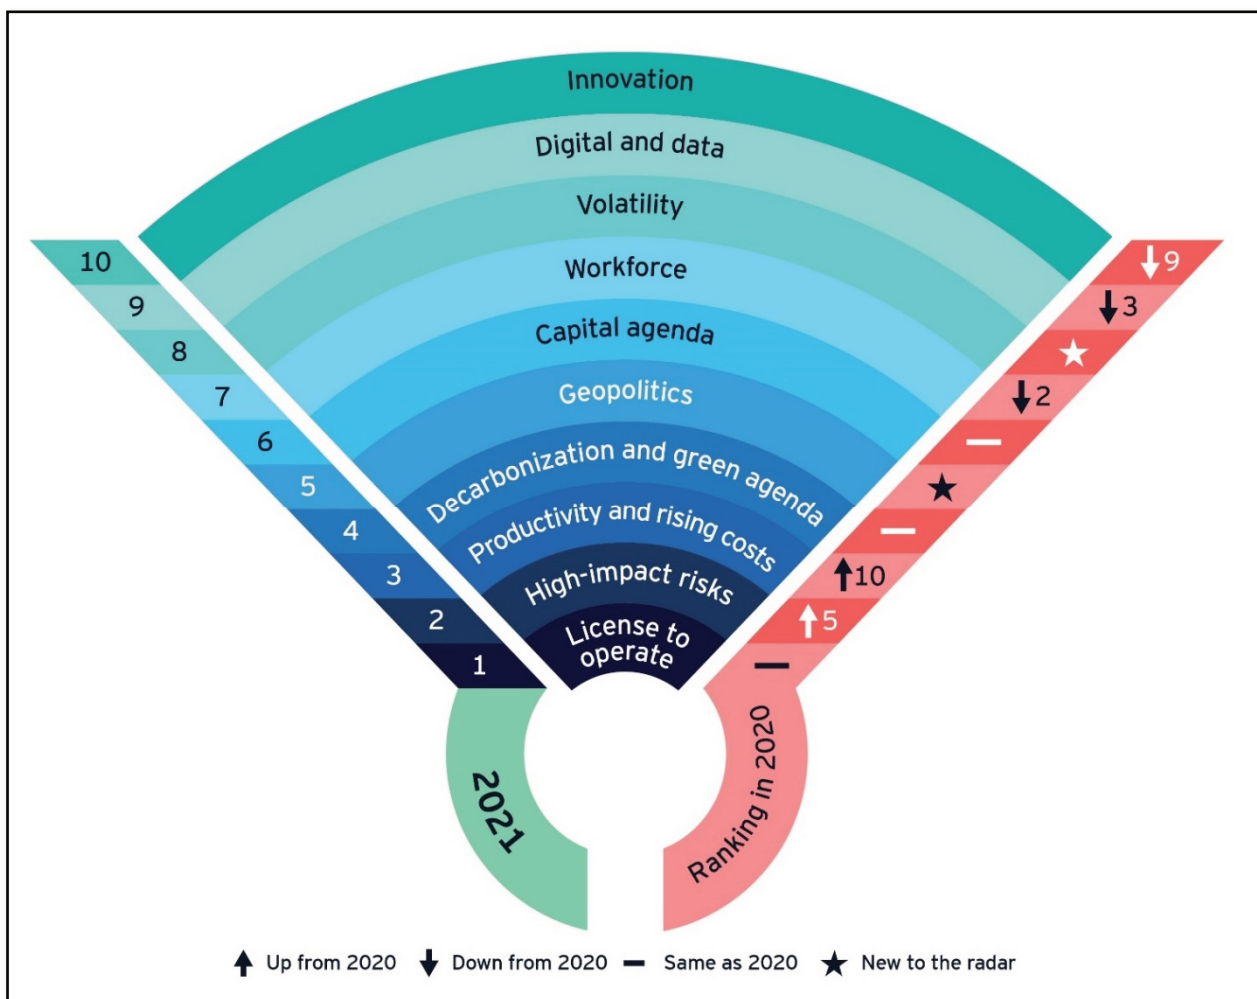 Innovation
Digital and data
Volatility
Workforce
Capital agenda
Geopolitics
Decarbonization and green agenda
Productivity and rising costs
High-impact risks
License to
operate
10
9
8
7
6
5
4
3
2
1
2021
9
3
2
10
5
Ranking in 2020
Up from 2020
Down from 2020
Same as 2020
New to the radar